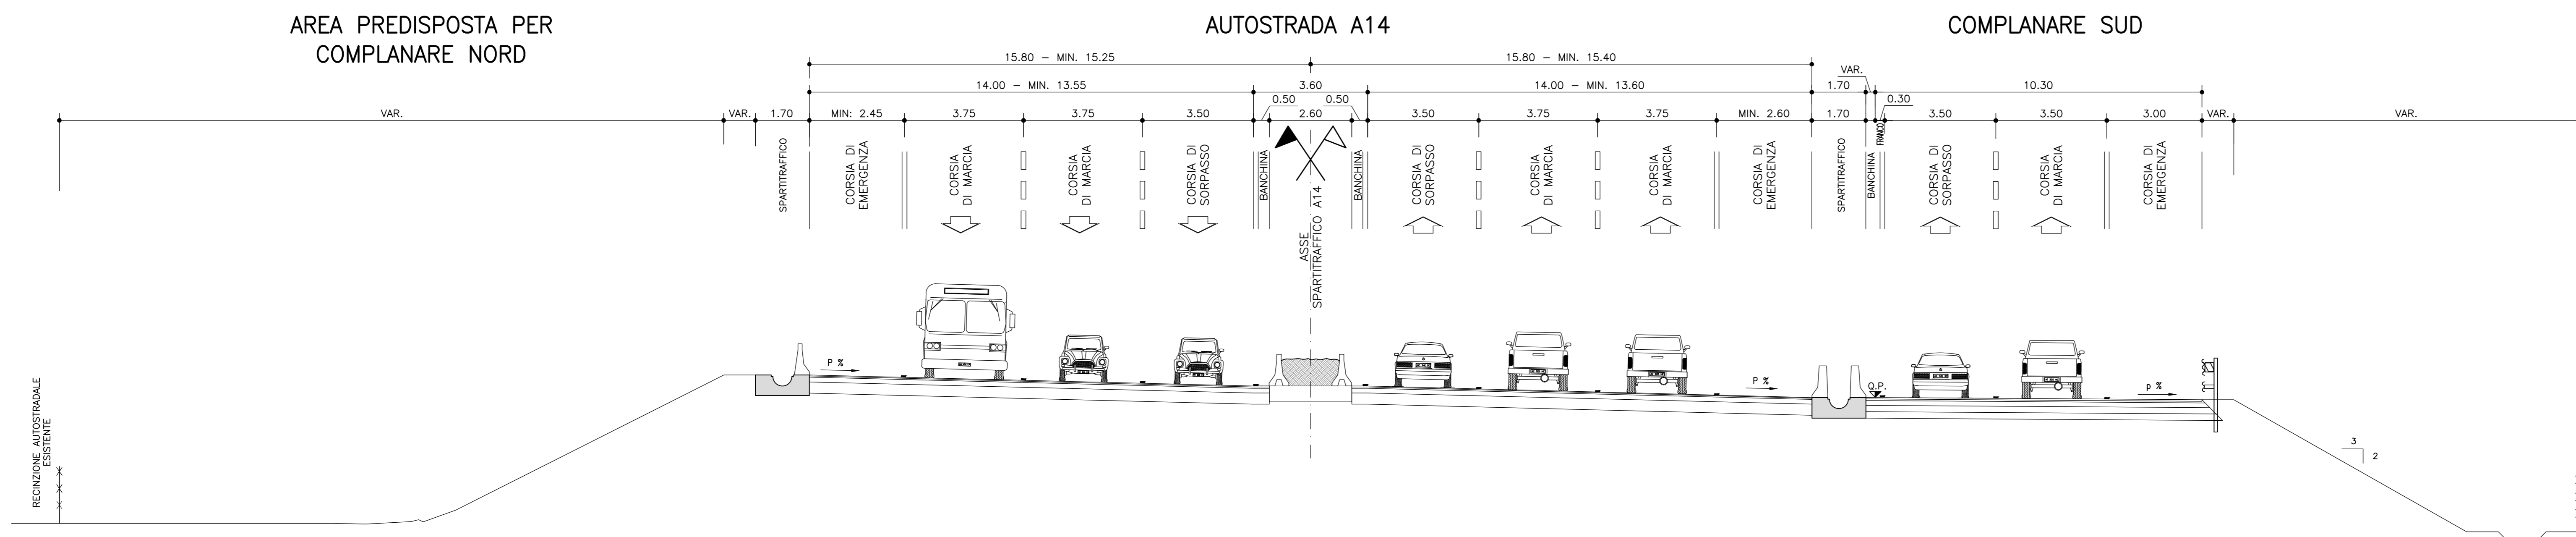 AREA PREDISPOSTA PER
COMPLANARE NORD
AUTOSTRADA A14
COMPLANARE SUD
15.80 – MIN. 15.25
15.80 – MIN. 15.40
VAR.
14.00 – MIN. 13.55
3.60
14.00 – MIN. 13.60
1.70
10.30
0.50
0.50
0.30
VAR.
VAR.
1.70
MIN: 2.45
3.75
3.75
3.50
2.60
3.50
3.75
3.75
MIN. 2.60
1.70
3.50
3.50
3.00
VAR.
VAR.
SPARTITRAFFICO
CORSIA DI
EMERGENZA
CORSIA
DI MARCIA
CORSIA
DI MARCIA
CORSIA DI
SORPASSO
BANCHINA
ASSE
SPARTITRAFFICO A14
BANCHINA
CORSIA DI
SORPASSO
CORSIA
DI MARCIA
CORSIA
DI MARCIA
CORSIA DI
EMERGENZA
SPARTITRAFFICO
BANCHINA
FRANCO
CORSIA DI
SORPASSO
CORSIA
DI MARCIA
CORSIA DI
EMERGENZA
P %
P %
Q.P.
p %
RECINZIONE AUTOSTRADALE
ESISTENTE
3
2